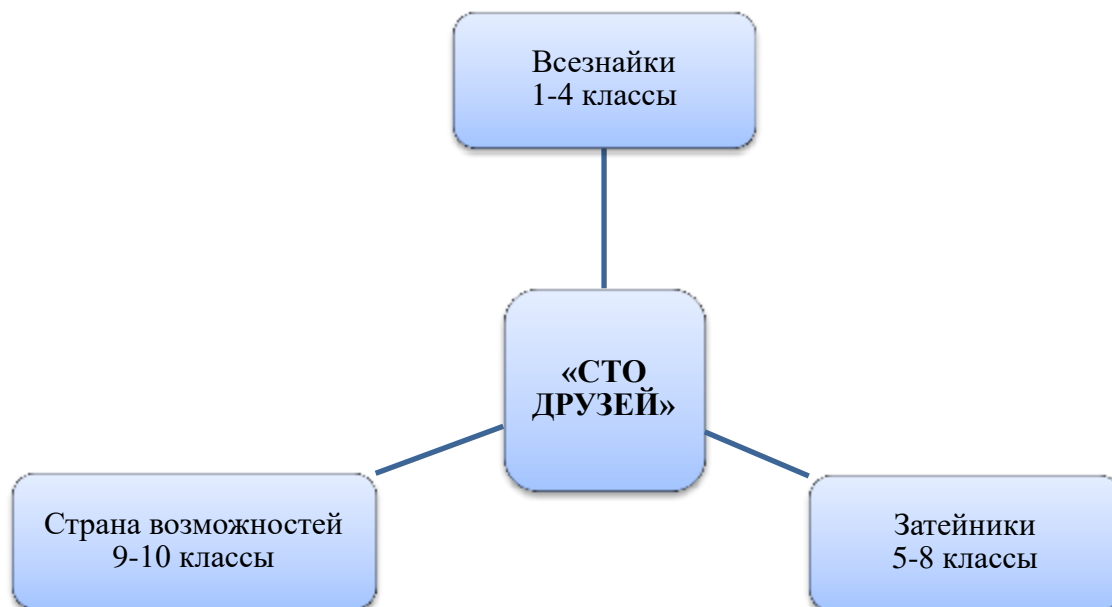 Всезнайки
1-4 классы
«СТО
ДРУЗЕЙ»
Страна возможностей
9-10 классы
Затейники
5-8 классы